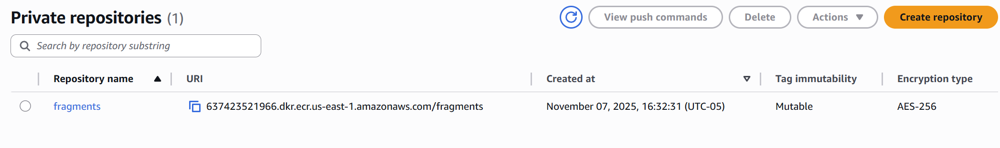 Private repositories (1)
View push commands
Delete
Actions
Create repository
Search by repository substring
Repository name
URI
Created at
Tag immutability
Encryption type
fragments
637423521966.dkr.ecr.us-east-1.amazonaws.com/fragments
November 07, 2025, 16:32:31 (UTC-05)
Mutable
AES-256